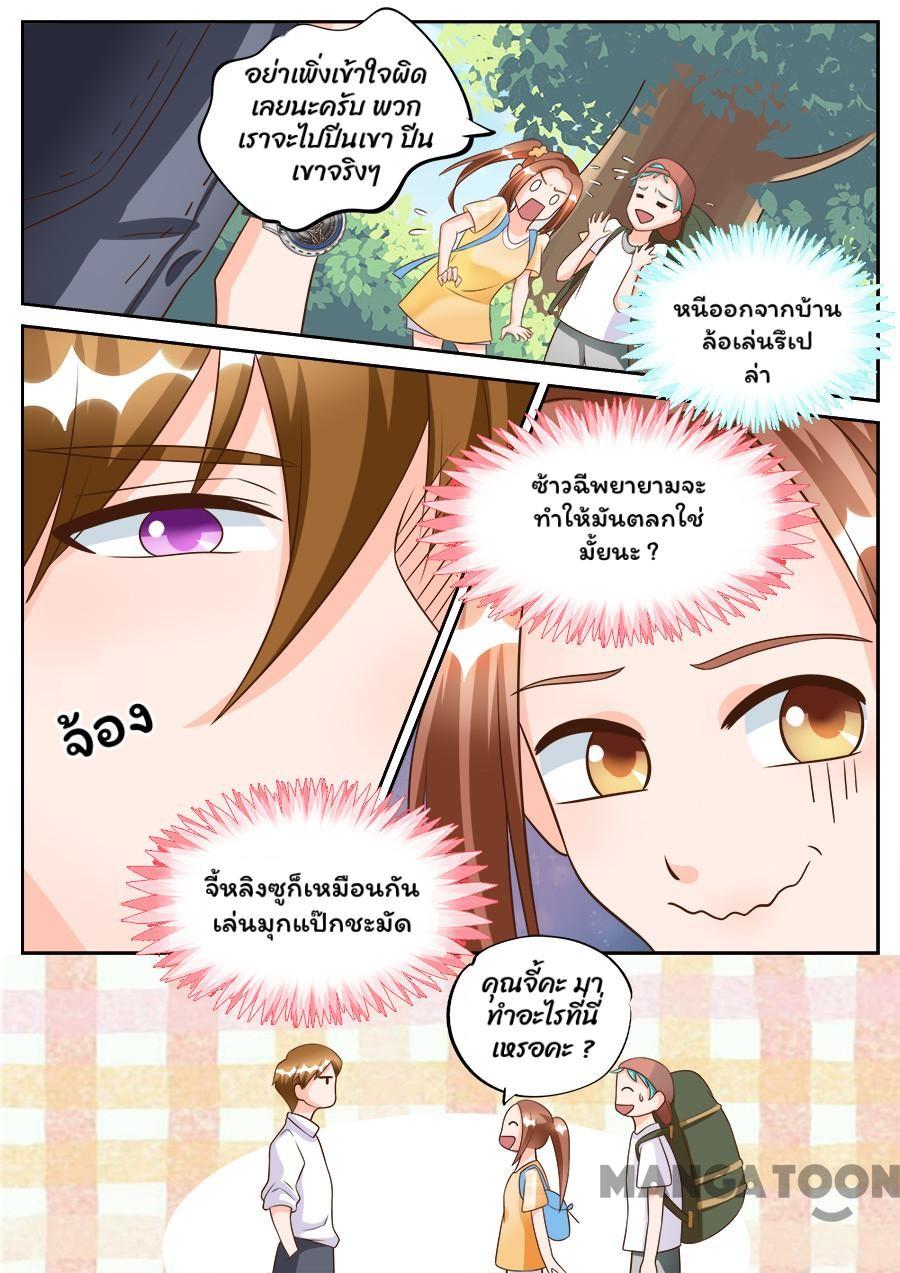 อย่าเพิ่งเข้าใจผิด
เลยนะครับ พวก
เราจะไปปีนเขา ปีน
เขาจริงๆ
หนีออกจากบ้าน
ล้อเล่นรึเป
ล่า
ซ้าวฉีพยายามจะ
ทำให้มันตลกใช่
มั้ยนะ ?
จ้อง
จี้หลิงซูก็เหมือนกัน
เล่นมุกแป๊กชะมัด
คุณจี้คะ มา
ทำอะไรที่นี่
เหรอคะ ?
MANGATOON